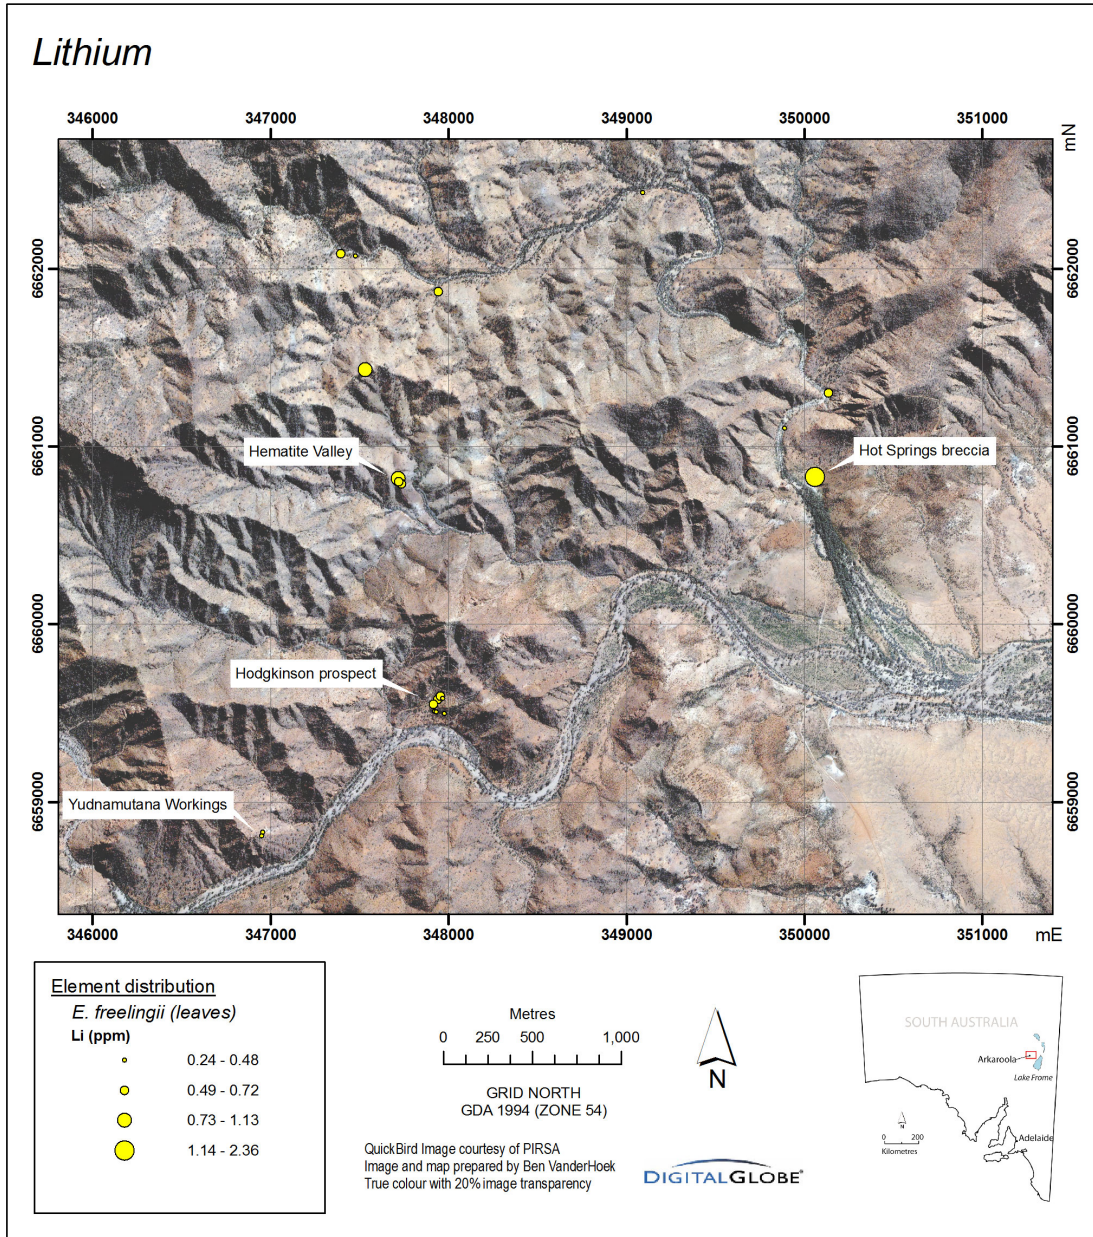 Lithium
346000 347000 348000 349000 350000 351000
mN
6662000 6662000
Hematite Valley
6661000 6661000
Hot Springs breccia
6660000 6660000
Hodgkinson prospect
6659000 6659000
Yudnamutana Workings
346000 347000 348000 349000 350000 351000 mE
Element distribution
E. freelingii (leaves)
Li (ppm)
0.24 - 0.48
0.49 - 0.72
0.73 - 1.13
1.14 - 2.36
Metres
0 250 500 1,000
GRID NORTH
GDA 1994 (ZONE 54)
N
QuickBird Image courtesy of PIRSA
Image and map prepared by Ben VanderHoek
True colour with 20% image transparency
DIGITALGLOBE®
SOUTH AUSTRALIA
Arkaroola
Lake Frome
N
0 200
Kilometres
Adelaide